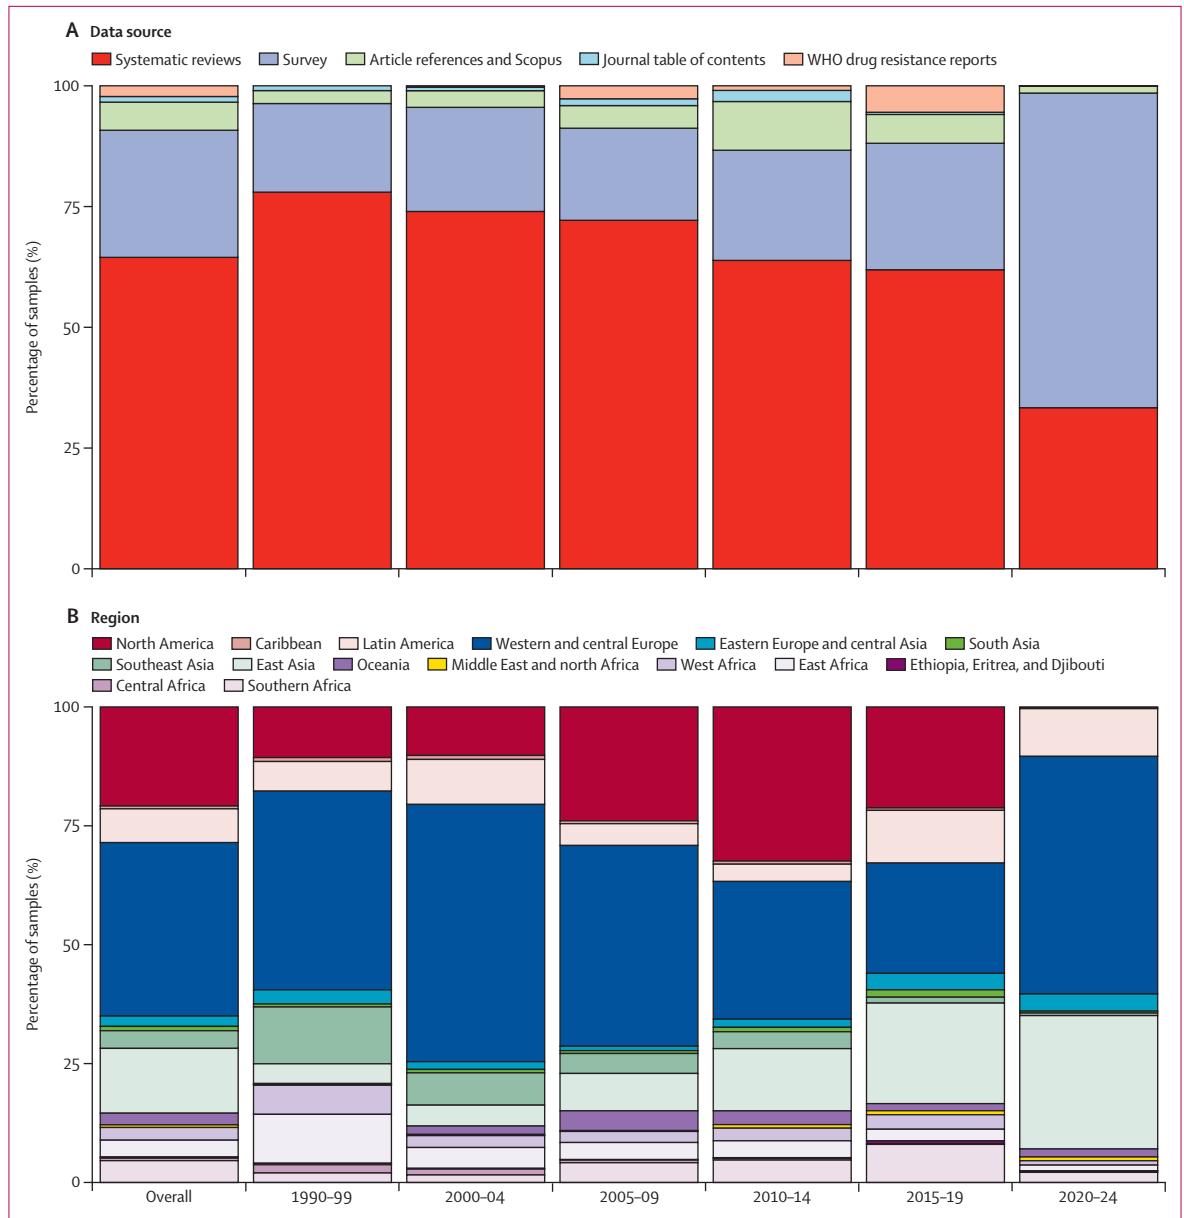 A Data source
Systematic reviews Survey Article references and Scopus Journal table of contents WHO drug resistance reports
100
75
50
25
0
Percentage of samples (%)
B Region
North America Caribbean Latin America Western and central Europe Eastern Europe and central Asia South Asia
Southeast Asia East Asia Oceania Middle East and north Africa West Africa East Africa Ethiopia, Eritrea, and Djibouti
Central Africa Southern Africa
100
75
50
25
0
Percentage of samples (%)
Overall 1990–99 2000–04 2005–09 2010–14 2015–19 2020–24